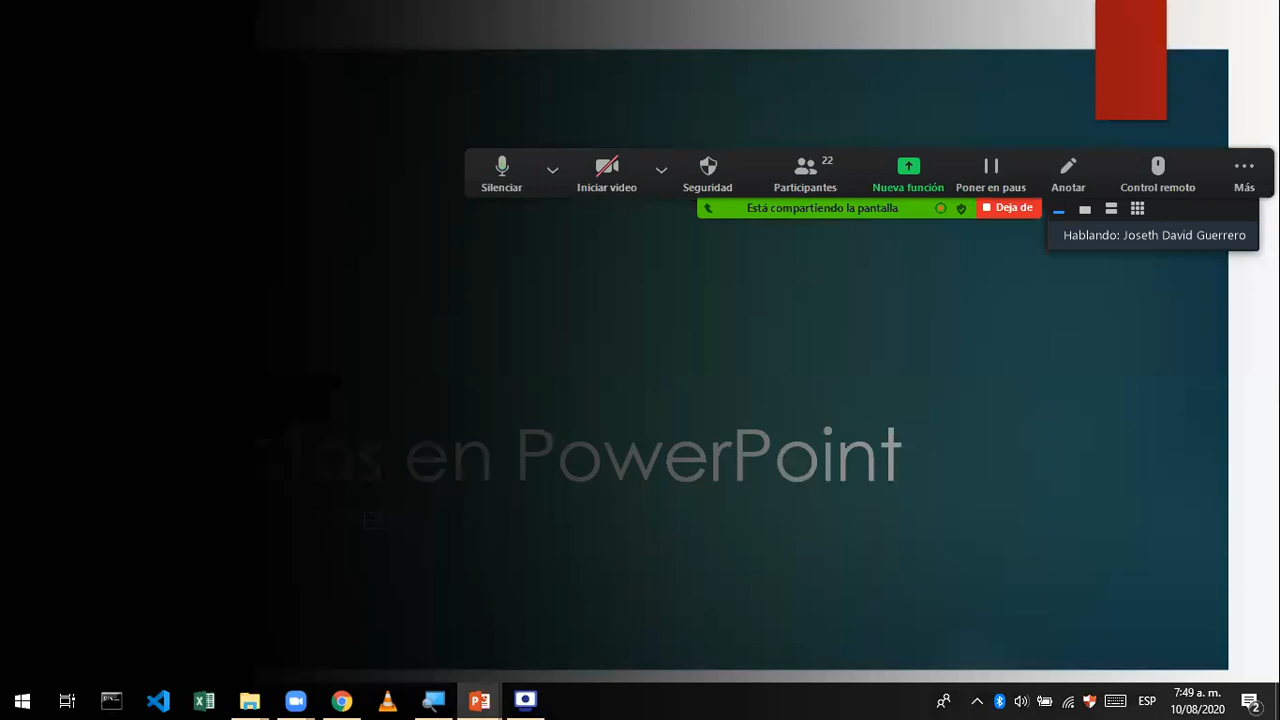 22
Silenciar
Iniciar video
Seguridad
Participantes
Nueva función
Poner en paus
Anotar
Control remoto
Más
Está compartiendo la pantalla
Deja de
Hablando: Joseth David Guerrero
en PowerPoint
ESP
7:49 a. m.
10/08/2020
2